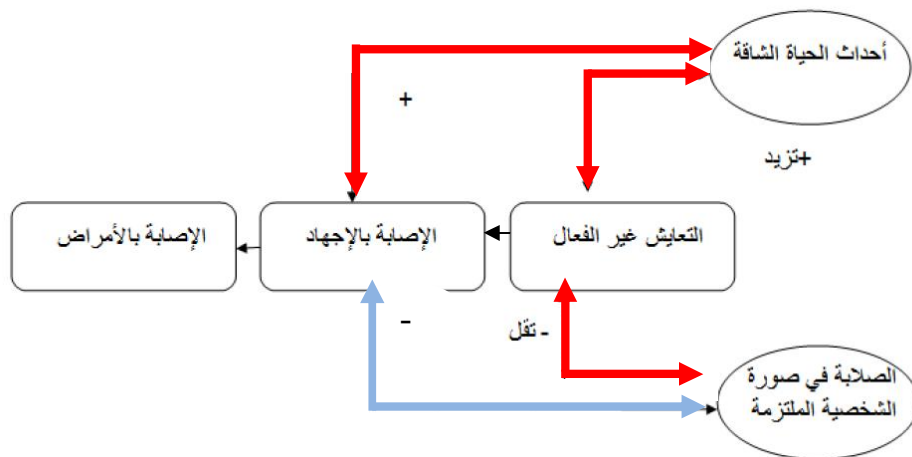 أحداث الحياة الشاقة
+
+تزيد
التعايش غير الفعال
الإصابة بالإجهاد
الإصابة بالأمراض
- تقل
-
الصلابة في صورة
الشخصية الملتزمة